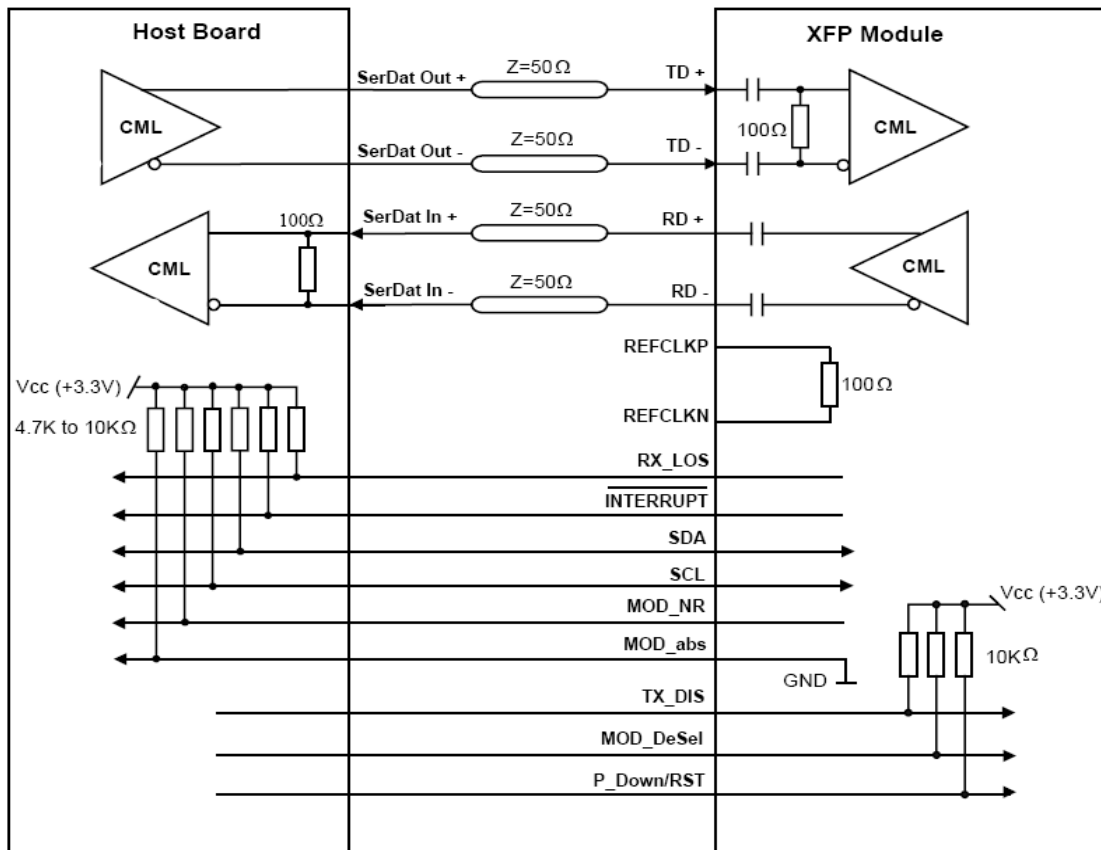 Host Board
XFP Module
SerDat Out +
Z=50Ω
TD +
CML
100Ω
CML
SerDat Out -
Z=50Ω
TD -
100Ω
SerDat In +
Z=50Ω
RD +
CML
CML
SerDat In -
Z=50Ω
RD -
REFCLKP
100Ω
REFCLKN
Vcc (+3.3V)
4.7K to 10KΩ
RX_LOS
INTERRUPT
SDA
SCL
Vcc (+3.3V)
MOD_NR
MOD_abs
10KΩ
GND
TX_DIS
MOD_DeSel
P_Down/RST